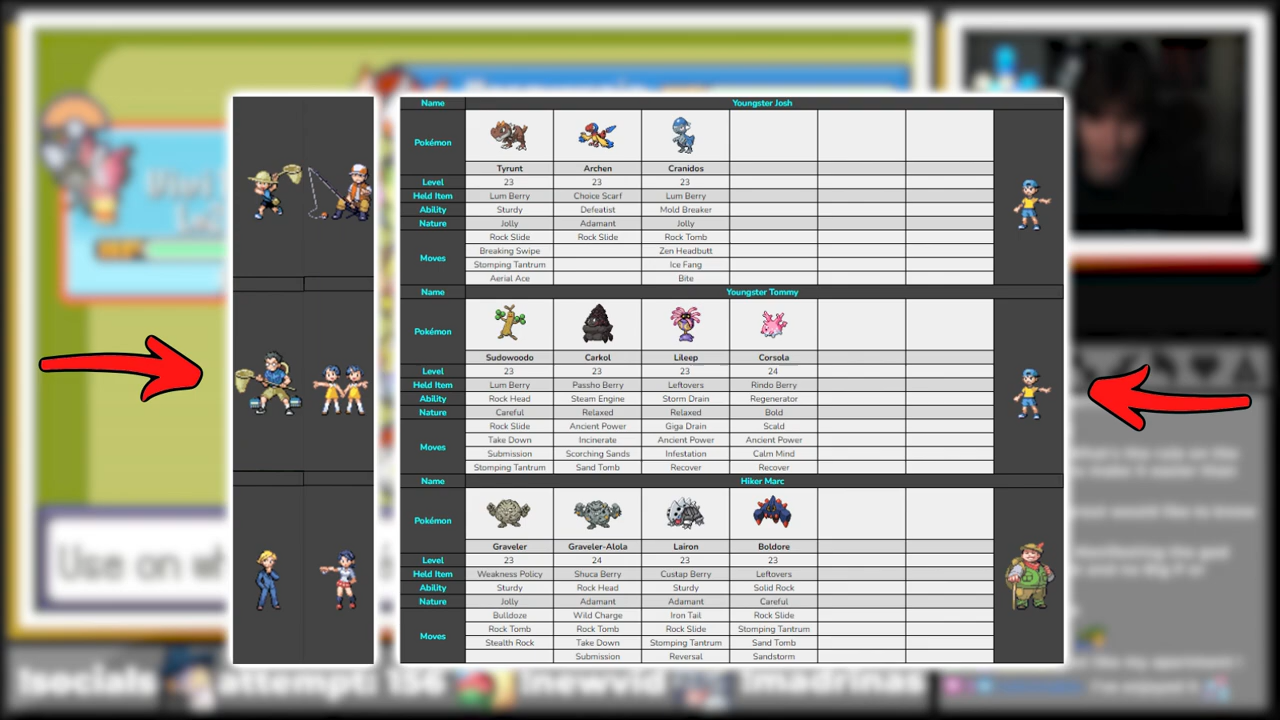 Name Youngster Josh
Pokémon
Tyrunt Archen Cranidos
Level 23 23 23
Held Item Lum Berry Choice Scarf Lum Berry
Ability Sturdy Defeatist Mold Breaker
Nature Jolly Adamant Jolly
Rock Slide Rock Slide Rock Tomb
Breaking Swipe Zen Headbutt
Moves
Stomping Tantrum Ice Fang
Aerial Ace Bite
Name Youngster Tommy
Pokémon
Sudowoodo Carkol Lileep Corsola
Level 23 23 23 24
Held Item Lum Berry Passho Berry Leftovers Rindo Berry
Ability Rock Head Steam Engine Storm Drain Regenerator
Nature Careful Relaxed Relaxed Bold
Rock Slide Ancient Power Giga Drain Scald
Take Down Incinerate Ancient Power Ancient Power
Moves
Submission Scorching Sands Infestation Calm Mind
Stomping Tantrum Sand Tomb Recover Recover
Name Hiker Marc
Pokémon
Graveler Graveler-Alola Lairon Boldore
Level 23 24 23 23
Held Item Weakness Policy Shuca Berry Custap Berry Leftovers
Ability Sturdy Rock Head Sturdy Solid Rock
Nature Jolly Adamant Adamant Careful
Bulldoze Wild Charge Iron Tail Rock Slide
Rock Tomb Rock Tomb Rock Slide Stomping Tantrum
Moves
Stealth Rock Take Down Stomping Tantrum Sand Tomb
Submission Reversal Sandstorm
Use on
attempt: 156 !newvid !madrinas